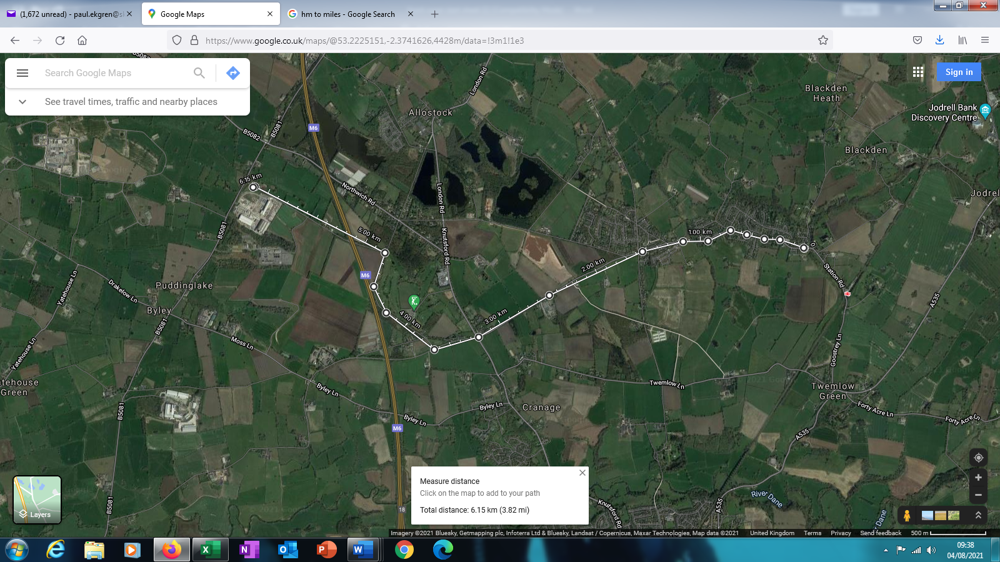 (1,672 unread) - paul.ekgren@s
Google Maps
hm to miles - Google Search
https://www.google.co.uk/maps/@53.2225151,-2.3741626,4428m/data=!3m1!1e3
Search Google Maps
See travel times, traffic and nearby places
Sign in
B5082
London Rd
Blackden
Heath
Jodrell Bank
Discovery Centre
Allostock
B5081
B5082
M6
Blackden
6.15 km
Northwich Rd
London Rd
Jodrel
B5081
5.00 km
Knutsford Rd
1.00 km
0
2.00 km
Station Rd
M6
Yatehouse Ln
Drakelow Ln
Puddinglake
Byley
B5081
4.00 km
3.00 km
A535
Yatehouse Ln
Moss Ln
Goostrey Ln
atehouse
Green
Byley Ln
Twemlow Ln
Twemlow
Green
B5081
Byley Ln
Cranage
Forty Acre Ln
Forty Acre Ln
Byley Ln
M6
A535
River Dane
B5081
18
Knutsford Rd
A535
River Dane
Layers
Measure distance
Click on the map to add to your path
Total distance: 6.15 km (3.82 mi)
Imagery ©2021 Bluesky, Getmapping plc, Infoterra Ltd & Bluesky, Landsat / Copernicus, Maxar Technologies, Map data ©2021 United Kingdom Terms Privacy Send feedback 500 m
09:38
04/08/2021